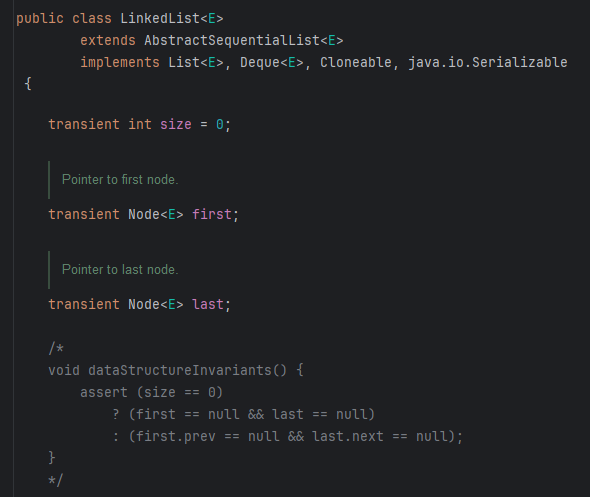 public class LinkedList<E>
extends AbstractSequentialList<E>
implements List<E>, Deque<E>, Cloneable, java.io.Serializable
{
transient int size = 0;
Pointer to first node.
transient Node<E> first;
Pointer to last node.
transient Node<E> last;
/*
void dataStructureInvariants() {
assert (size == 0)
? (first == null && last == null)
: (first.prev == null && last.next == null);
}
*/